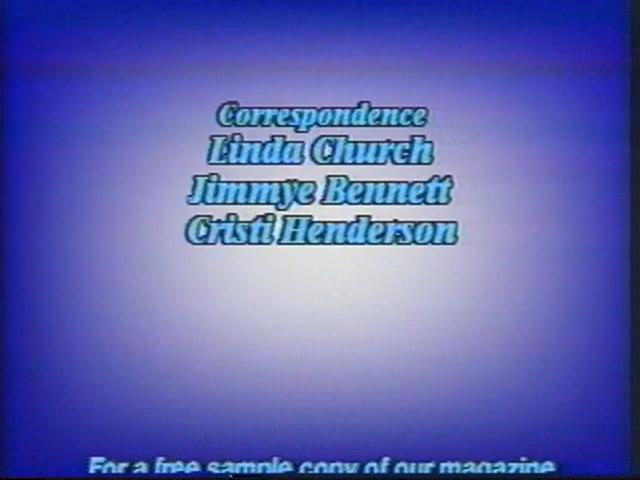 Correspondence
Linda Church
Jimmye Bennett
Cristi Henderson
For a free sample copy of our magazine